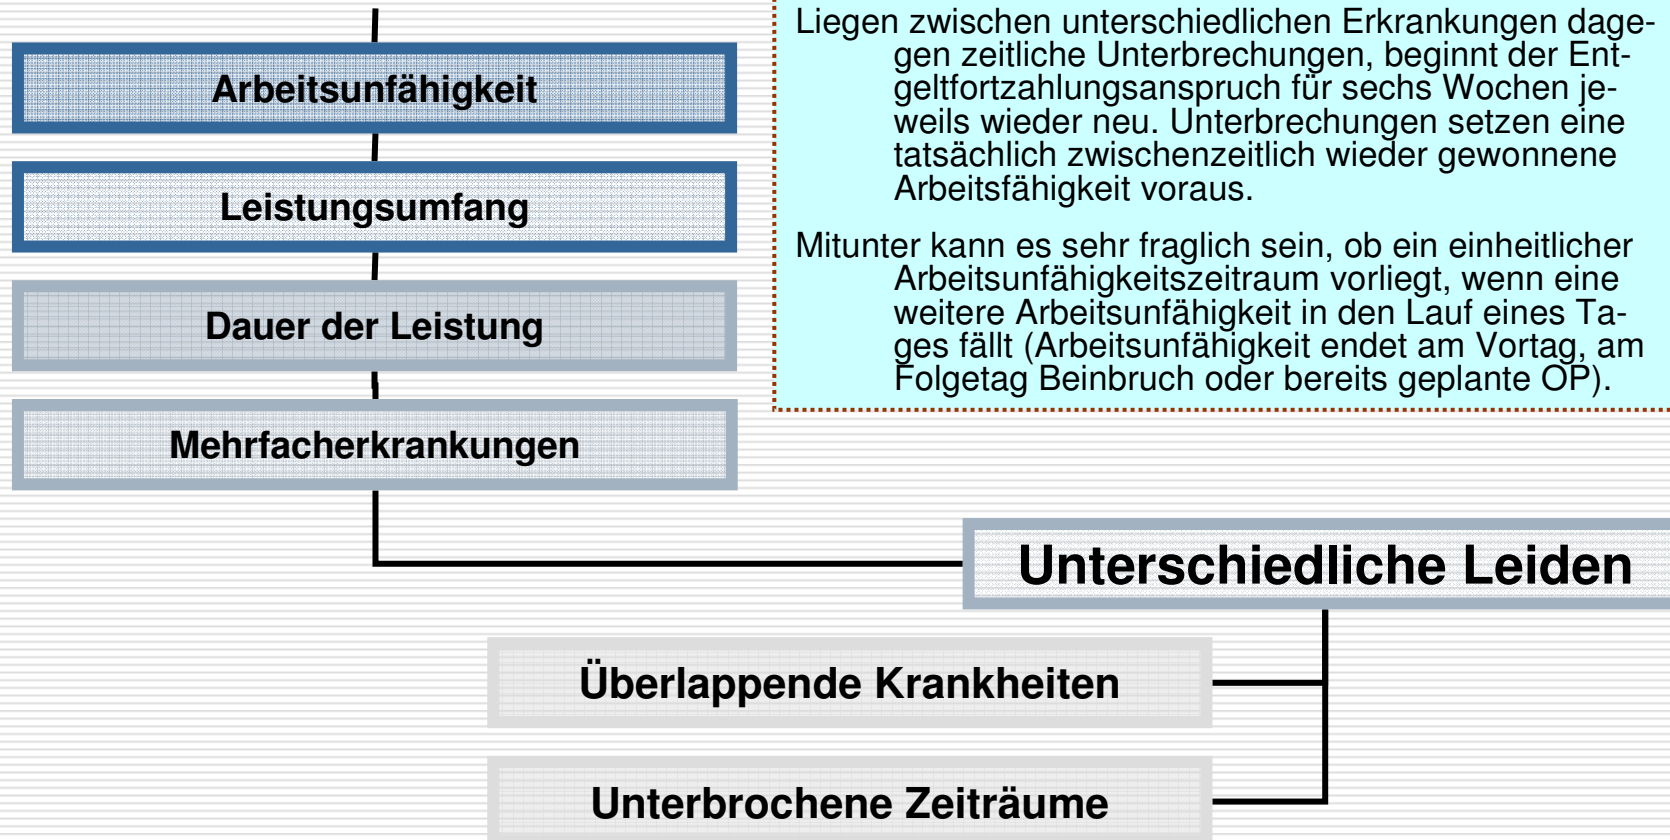 Arbeitsunfähigkeit
Leistungsumfang
Dauer der Leistung
Mehrfacherkrankungen
Liegen zwischen unterschiedlichen Erkrankungen dage-
gen zeitliche Unterbrechungen, beginnt der Ent-
geltfortzahlungsanspruch für sechs Wochen je-
weils wieder neu. Unterbrechungen setzen eine
tatsächlich zwischenzeitlich wieder gewonnene
Arbeitsfähigkeit voraus.
Mitunter kann es sehr fraglich sein, ob ein einheitlicher
Arbeitsunfähigkeitszeitraum vorliegt, wenn eine
weitere Arbeitsunfähigkeit in den Lauf eines Ta-
ges fällt (Arbeitsunfähigkeit endet am Vortag, am
Folgetag Beinbruch oder bereits geplante OP).
Unterschiedliche Leiden
Überlappende Krankheiten
Unterbrochene Zeiträume